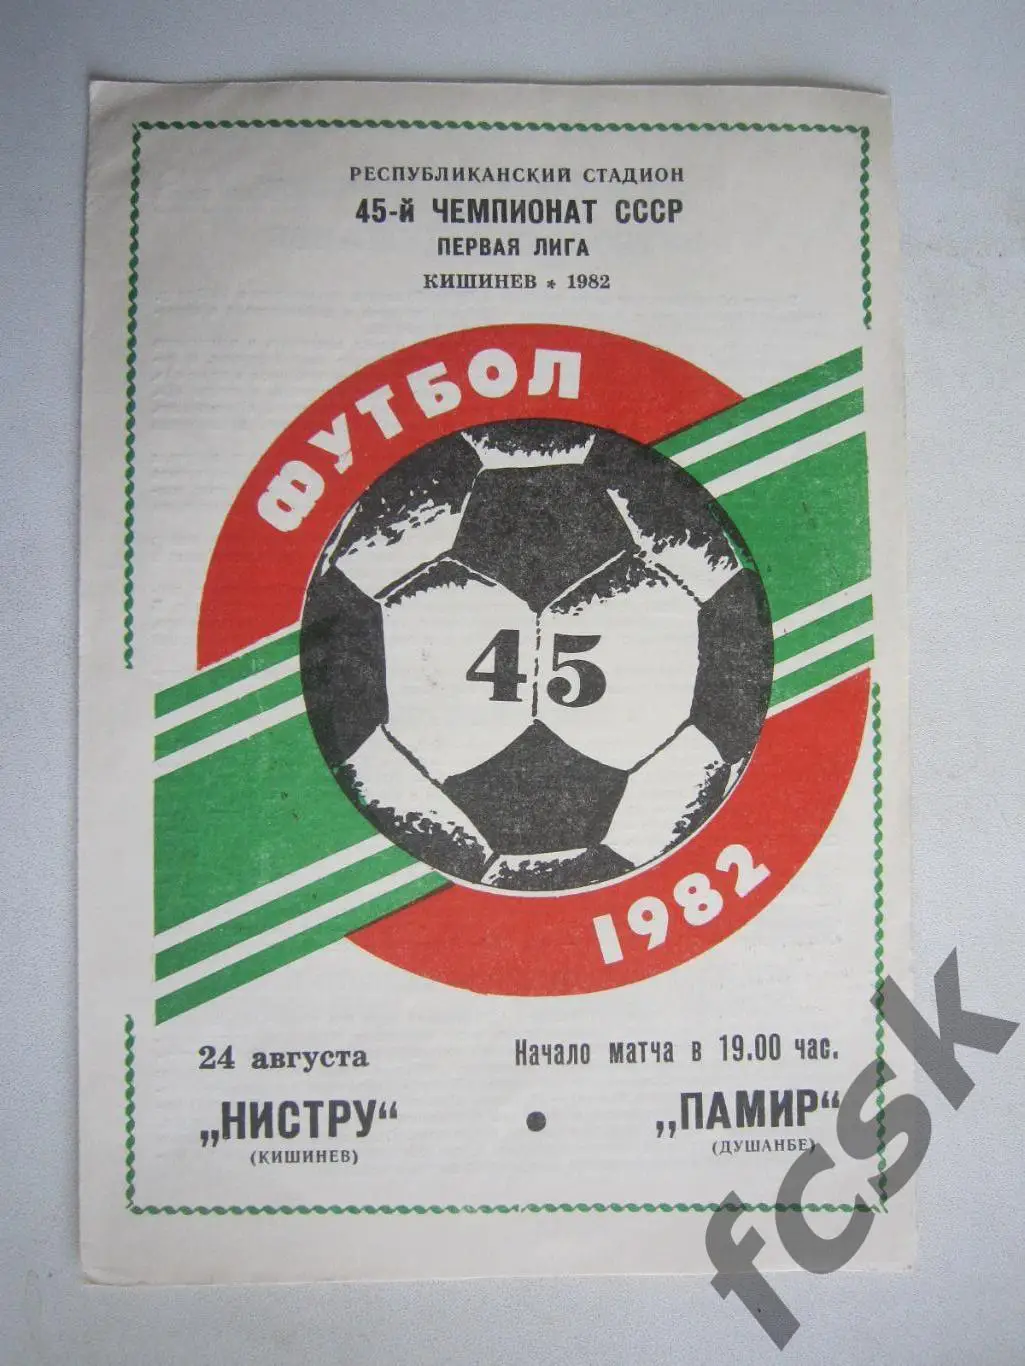 РЕСПУБЛИКАНСКИЙ СТАДИОН
45-й ЧЕМПИОНАТ СССР
ПЕРВАЯ ЛИГА
КИШИНЕВ * 1982
ФУТБОЛ
45
1982
24 августа
Начало матча в 19.00 час.
„НИСТРУ“ • „ПАМИР“
(КИШИНЕВ)
(ДУШАНБЕ)
fcsk